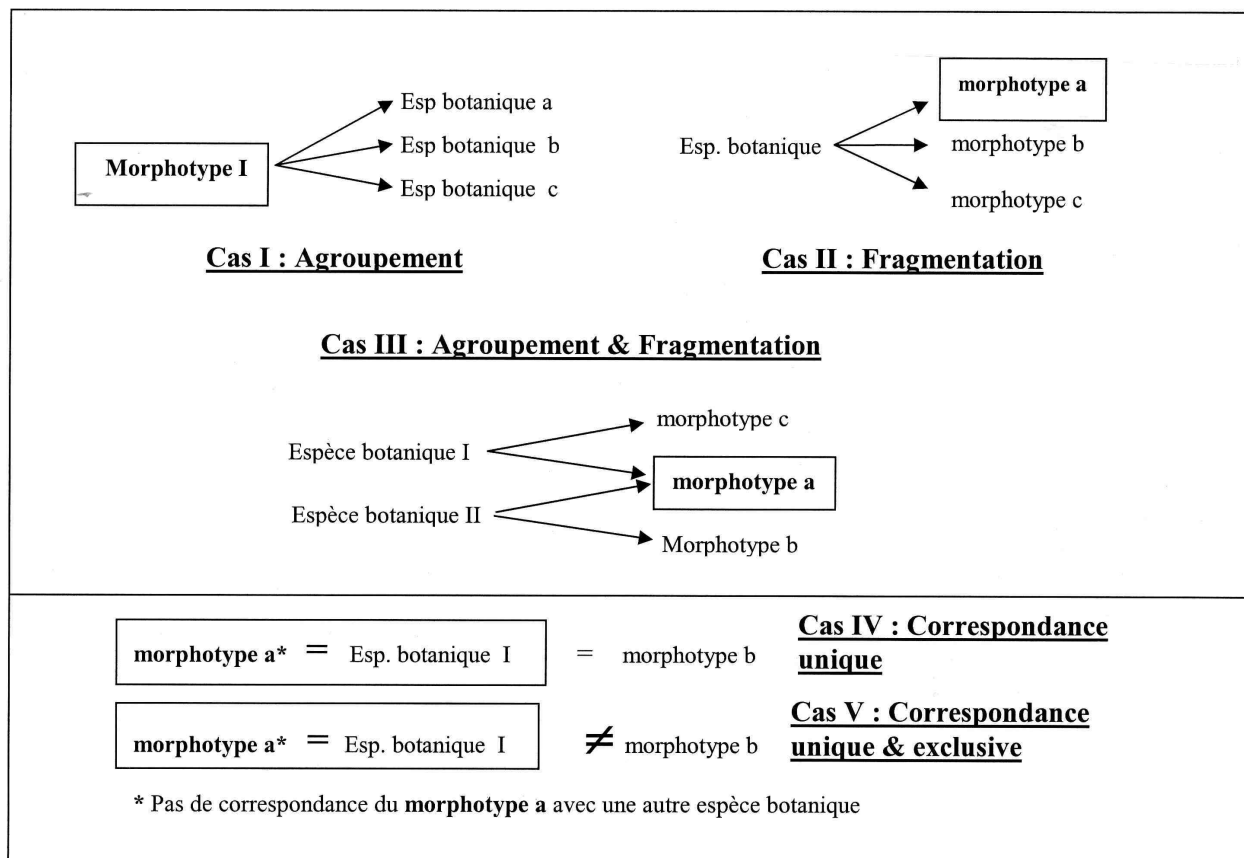 Esp botanique a
Morphotype I
Esp botanique b
Esp botanique c
Cas I : Agroupement
morphotype a
Esp. botanique
morphotype b
morphotype c
Cas II : Fragmentation
Cas III : Agroupement & Fragmentation
morphotype c
Espèce botanique I
morphotype a
Espèce botanique II
Morphotype b
morphotype a* = Esp. botanique I = morphotype b
Cas IV : Correspondance
unique
morphotype a* = Esp. botanique I ≠ morphotype b
Cas V : Correspondance
unique & exclusive
* Pas de correspondance du morphotype a avec une autre espèce botanique